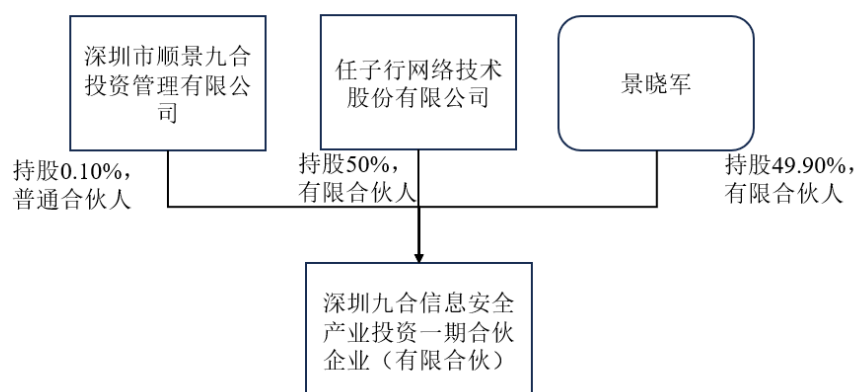 深圳市顺景九合
投资管理有限公
司
任子行网络技术
股份有限公司
景晓军
持股0.10%，
普通合伙人
持股50%，
有限合伙人
持股49.90%，
有限合伙人
深圳九合信息安全
产业投资一期合伙
企业（有限合伙）